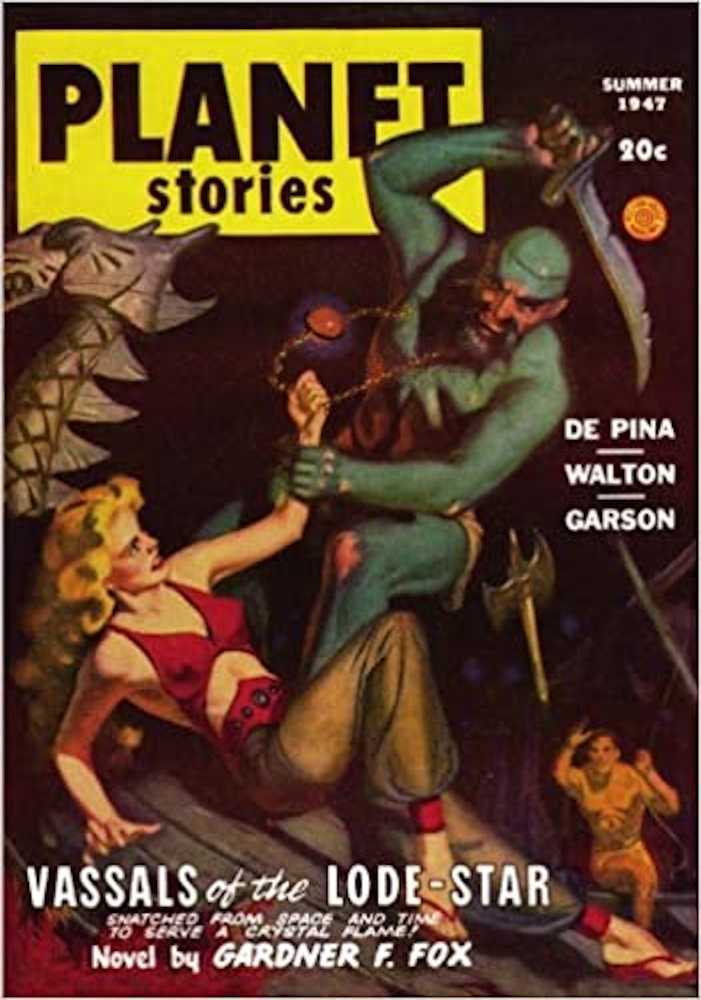 PLANET
stories
SUMMER
1947
20c
DE PINA
WALTON
GARSON
VASSALS of the LODE-STAR
SNATCHED FROM SPACE AND TIME
TO SERVE A CRYSTAL FLAME!
Novel by GARDNER F. FOX